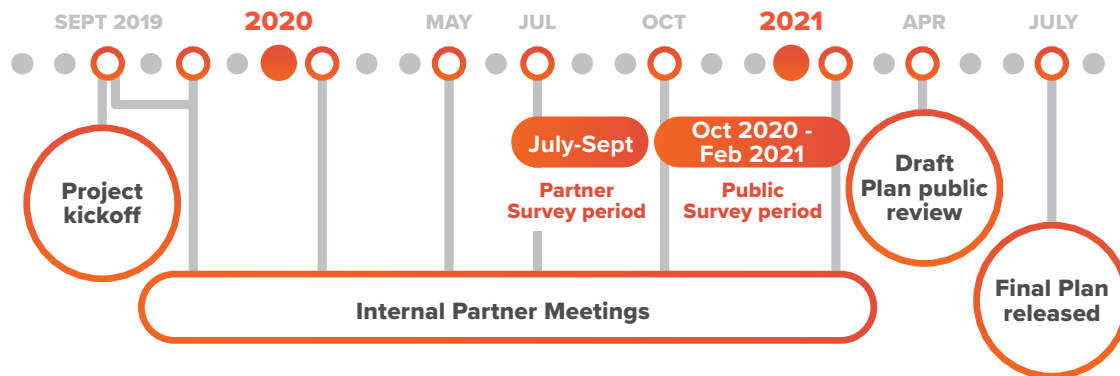 SEPT 2019
2020
MAY
JUL
OCT
2021
APR
JULY
July-Sept
Oct 2020 -
Feb 2021
Partner
Survey period
Public
Survey period
Project
kickoff
Draft
Plan public
review
Internal Partner Meetings
Final Plan
released